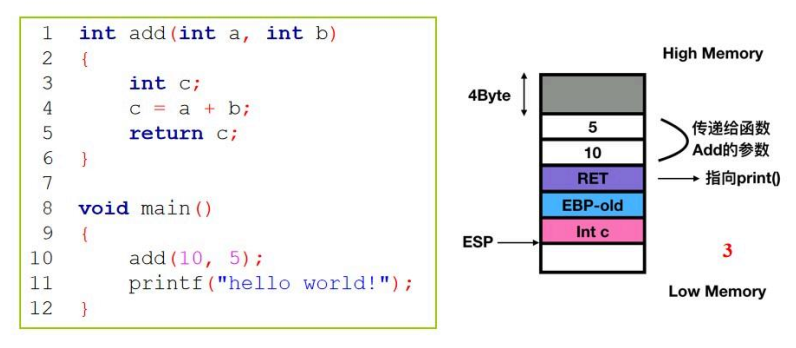 1 int add(int a, int b)
2 {
3 int c;
4 c = a + b;
5 return c;
6 }
7
8 void main()
9 {
10 add(10, 5);
11 printf("hello world!");
12 }
High Memory
4Byte
5
10
传递给函数
Add的参数
RET
指向print()
EBP-old
Int c
ESP
3
Low Memory